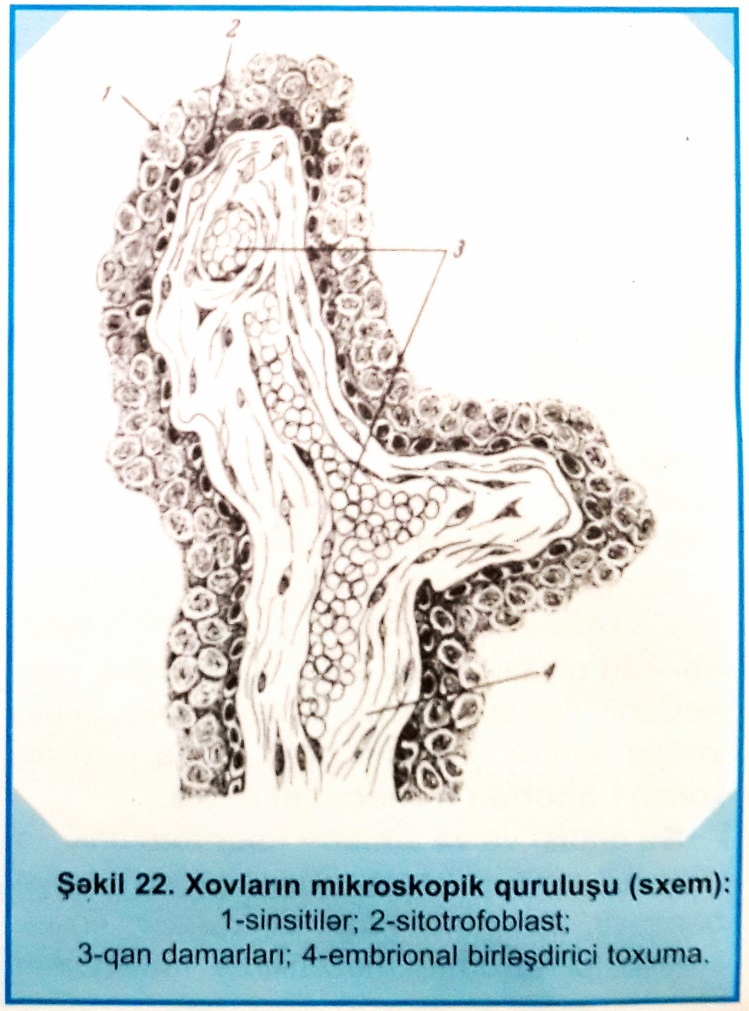 2
1
3
4
Şəkil 22. Xovların mikroskopik quruluşu (sxem):
1-sinsitilər; 2-sitotrofoblast;
3-qan damarları; 4-embrional birləşdirici toxuma.